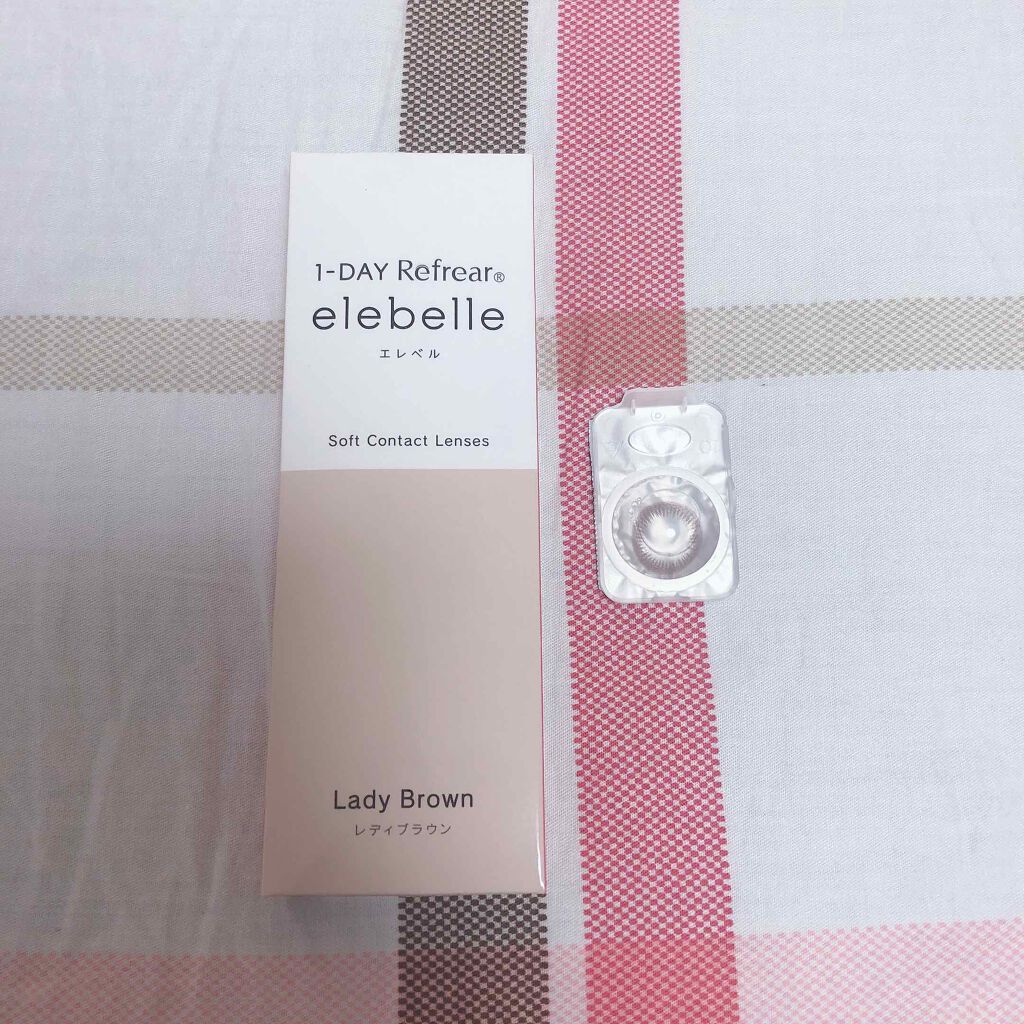 1-DAY Refrear®
elebelle
エレベル
Soft Contact Lenses
Lady Brown
レディブラウン